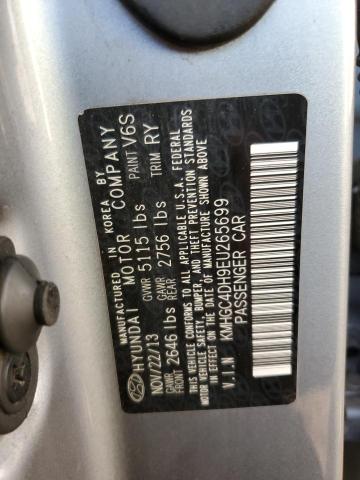 MANUFACTURED IN KOREA BY
HYUNDAI MOTOR COMPANY
NOV/22/13 GVWR 5115 lbs PAINT V6S
GAWR FRONT 2646 lbs GAWR REAR 2756 lbs TRIM RY
THIS VEHICLE CONFORMS TO ALL APPLICABLE U.S.A. FEDERAL
MOTOR VEHICLE SAFETY, BUMPER, AND THEFT PREVENTION STANDARDS
IN EFFECT ON THE DATE OF MANUFACTURE SHOWN ABOVE.
V.I.N KMHGC4DH9EU265699
PASSENGER CAR